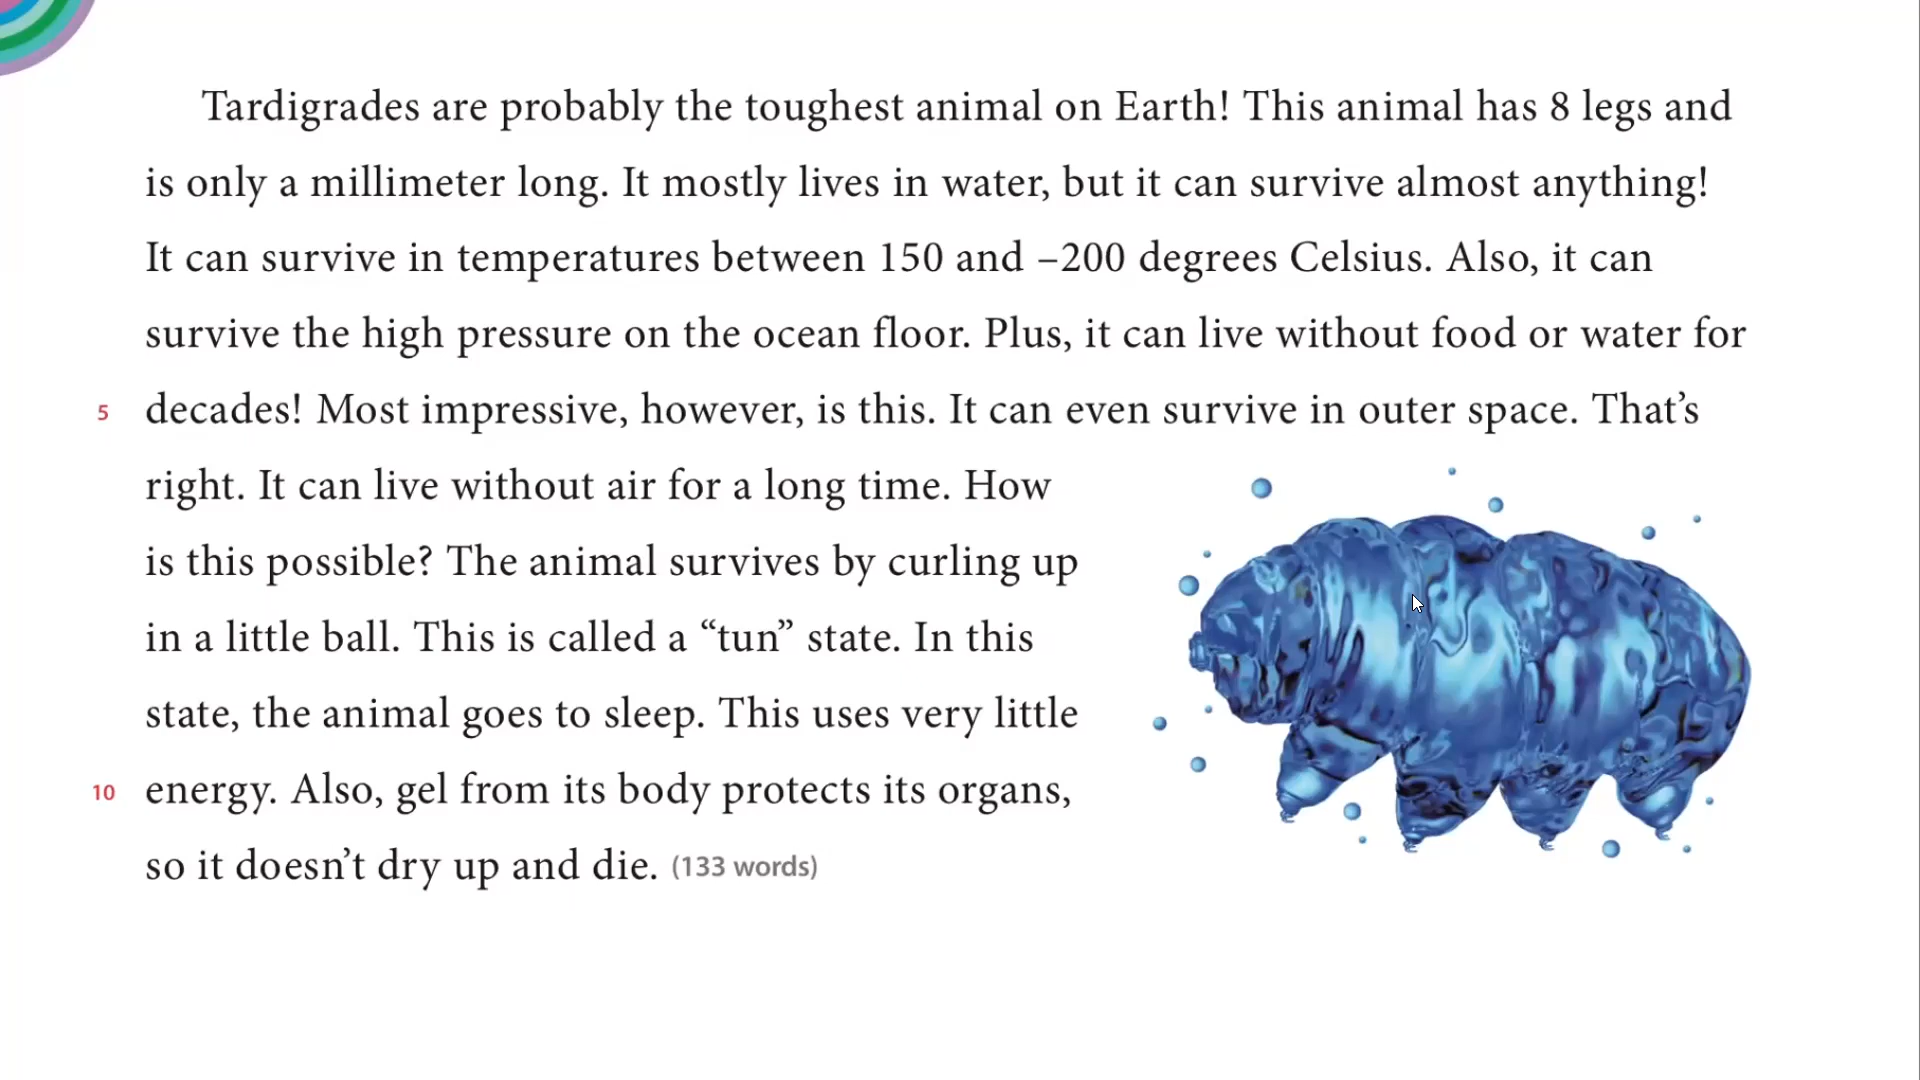 Tardigrades are probably the toughest animal on Earth! This animal has 8 legs and
is only a millimeter long. It mostly lives in water, but it can survive almost anything!
It can survive in temperatures between 150 and –200 degrees Celsius. Also, it can
survive the high pressure on the ocean floor. Plus, it can live without food or water for
5 decades! Most impressive, however, is this. It can even survive in outer space. That’s
right. It can live without air for a long time. How
is this possible? The animal survives by curling up
in a little ball. This is called a “tun” state. In this
state, the animal goes to sleep. This uses very little
10 energy. Also, gel from its body protects its organs,
so it doesn’t dry up and die. (133 words)